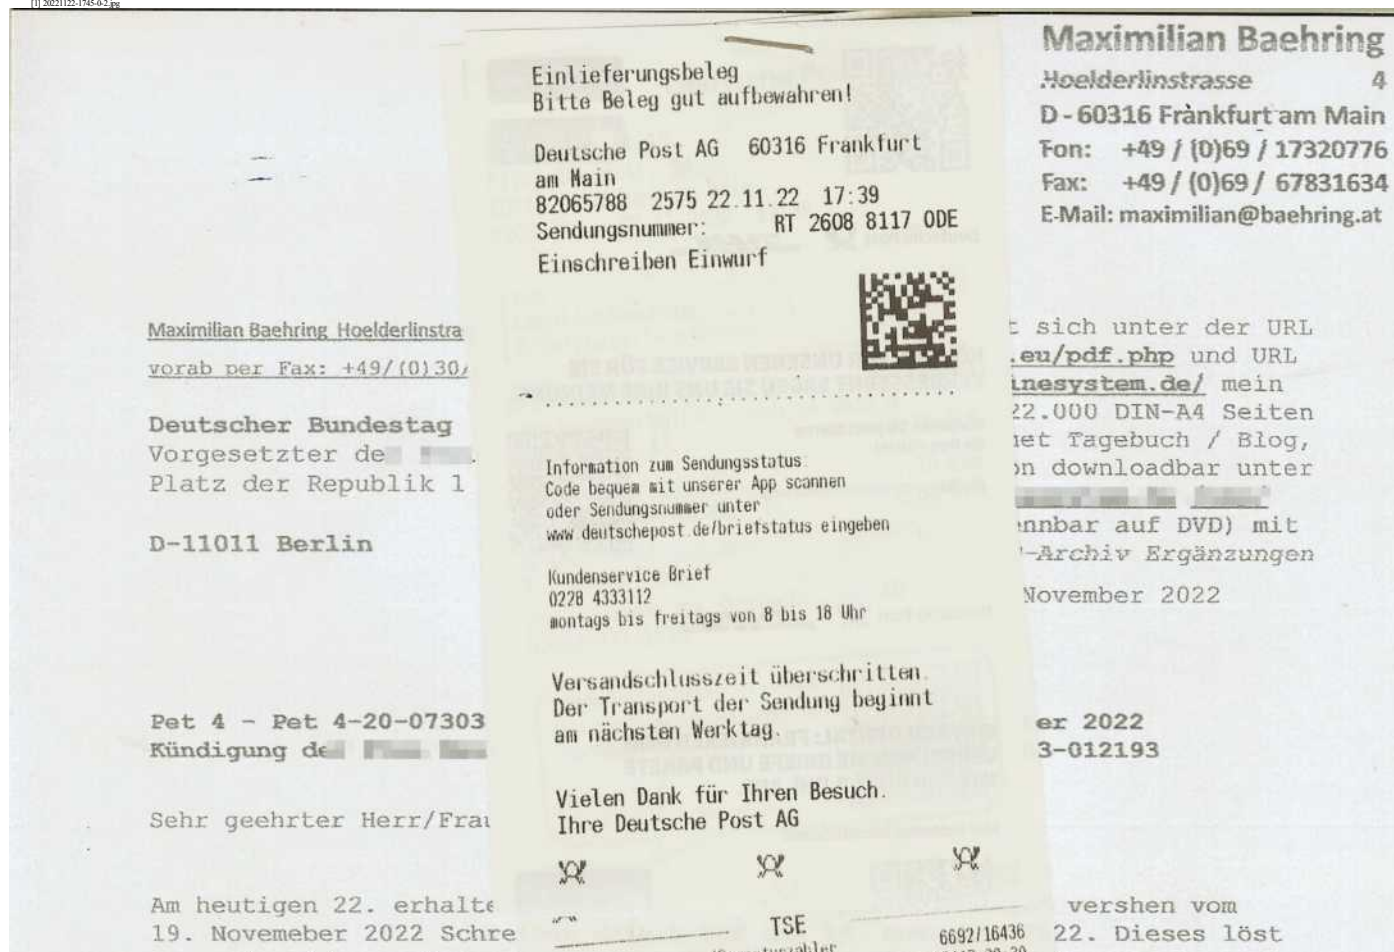 [1] 20221122-1745-0-2.jpg
Maximilian Baehring
Hoelderlinstrasse 4
D - 60316 Frankfurt am Main
Fon: +49 / (0)69 / 17320776
Fax: +49 / (0)69 / 67831634
E-Mail: maximilian@baehring.at
Einlieferungsbeleg
Bitte Beleg gut aufbewahren!
Deutsche Post AG 60316 Frankfurt
am Main
82065788 2575 22.11.22 17:39
Sendungsnummer: RT 2608 8117 0DE
Einschreiben Einwurf
Information zum Sendungsstatus:
Code bequem mit unserer App scannen
oder Sendungsnummer unter
www.deutschepost.de/briefstatus eingeben
Kundenservice Brief
0228 4333112
montags bis freitags von 8 bis 18 Uhr
Versandschlusszeit überschritten.
Der Transport der Sendung beginnt
am nächsten Werktag.
Vielen Dank für Ihren Besuch.
Ihre Deutsche Post AG
TSE
6692/16436
Maximilian Baehring Hoelderlinstra
vorab per Fax: +49/(0)30/
Deutscher Bundestag
Vorgesetzter de
Platz der Republik 1
D-11011 Berlin
t sich unter der URL
.eu/pdf.php und URL
inesystem.de/ mein
22.000 DIN-A4 Seiten
net Tagebuch / Blog,
on downloadbar unter
nnbar auf DVD) mit
-Archiv Ergänzungen
November 2022
Pet 4 - Pet 4-20-07303 er 2022
Kündigung de 3-012193
Sehr geehrter Herr/Frau
Am heutigen 22. erhalte vershen vom
19. Novemeber 2022 Schre 22. Dieses löst